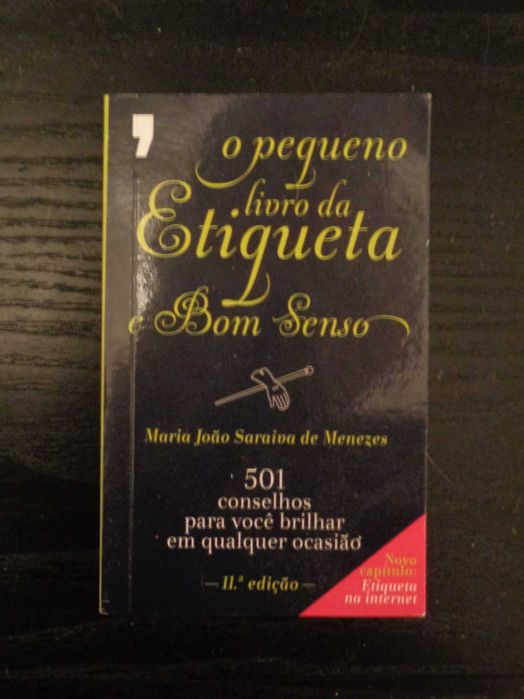 o pequeno
livro da
Etiqueta
e Bom Senso
Maria João Saraiva de Menezes
501
conselhos
para você brilhar
em qualquer ocasião
— 11.ª edição —
Novo
capítulo:
Etiqueta
na internet